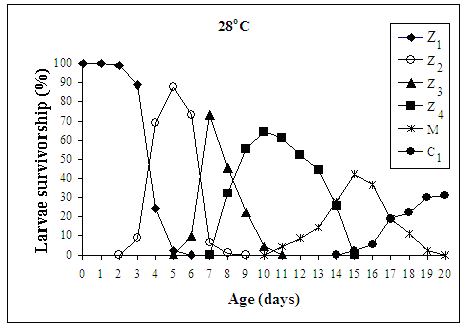 28°C
Z1
Z2
Z3
Z4
M
C1
Larvae survivorship (%)
100
90
80
70
60
50
40
30
20
10
0
0 1 2 3 4 5 6 7 8 9 10 11 12 13 14 15 16 17 18 19 20
Age (days)